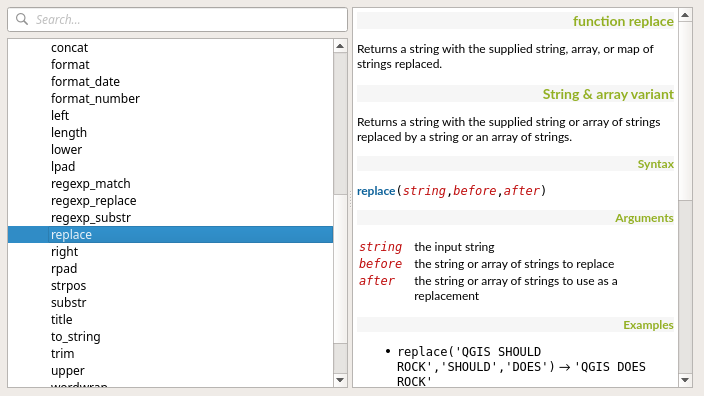 Search...
concat
format
format_date
format_number
left
length
lower
lpad
regexp_match
regexp_replace
regexp_substr
replace
right
rpad
strpos
substr
title
to_string
trim
upper
wordwrap
function replace
Returns a string with the supplied string, array, or map of
strings replaced.
String & array variant
Returns a string with the supplied string or array of strings
replaced by a string or an array of strings.
Syntax
replace(string,before,after)
Arguments
string the input string
before the string or array of strings to replace
after the string or array of strings to use as a
replacement
Examples
• replace('QGIS SHOULD
ROCK','SHOULD','DOES') → 'QGIS DOES
ROCK'